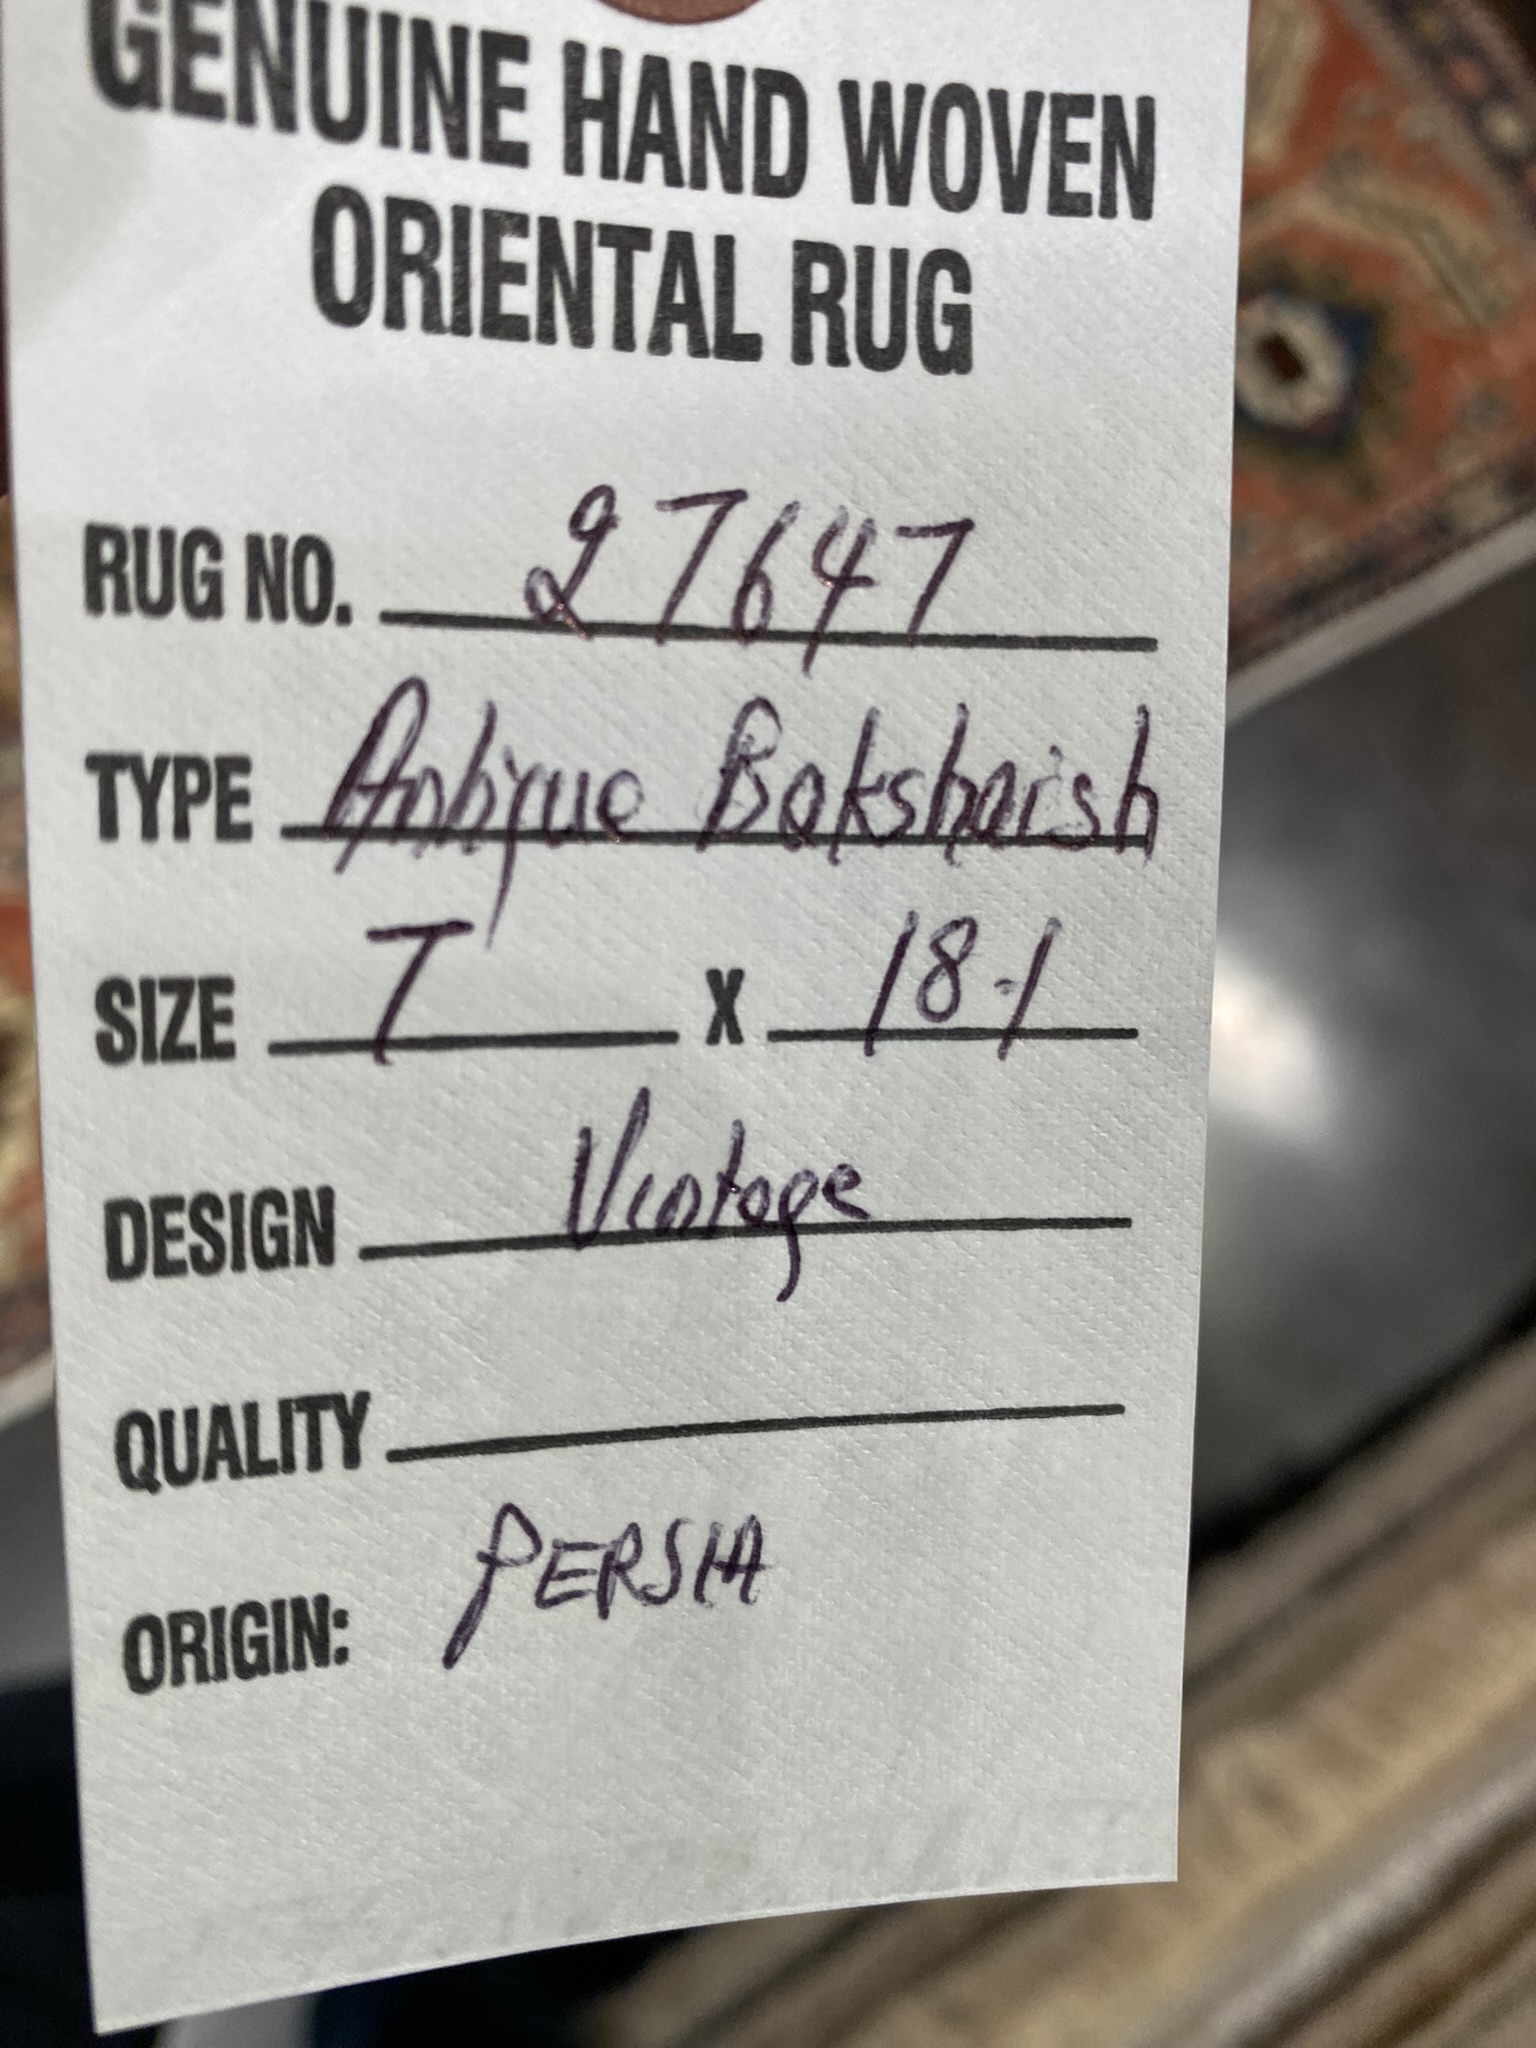 GENUINE HAND WOVEN
ORIENTAL RUG
RUG NO. 27647
TYPE Antique Bakshaish
SIZE 7 X 18-1
DESIGN Vintage
QUALITY
ORIGIN: PERSIA